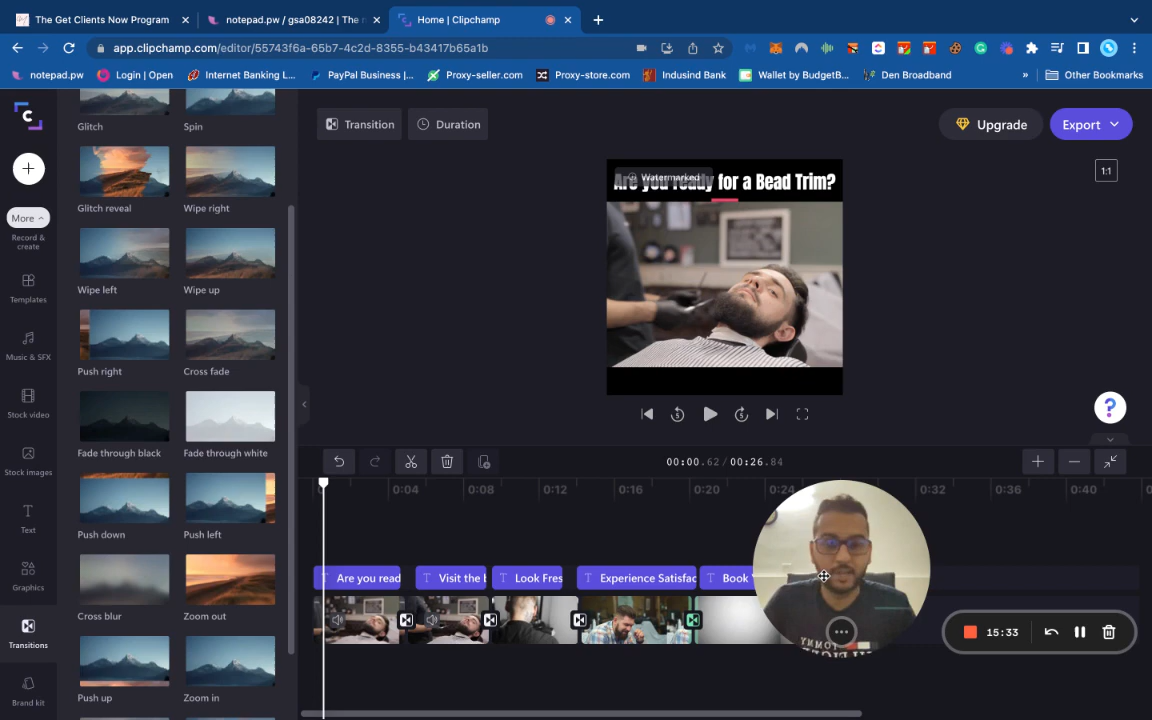 The Get Clients Now Program
notepad.pw / gsa08242 | The n
Home | Clipchamp
app.clipchamp.com/editor/55743f6a-65b7-4c2d-8355-b43417b65a1b
notepad.pw
Login | Open
Internet Banking L...
PayPal Business |...
Proxy-seller.com
Proxy-store.com
Indusind Bank
Wallet by BudgetB...
Den Broadband
»
Other Bookmarks
More
Record &
create
Templates
Music & SFX
Stock video
Stock images
Text
Graphics
Transitions
Brand kit
Glitch
Spin
Glitch reveal
Wipe right
Wipe left
Wipe up
Push right
Cross fade
Fade through black
Fade through white
Push down
Push left
Cross blur
Zoom out
Push up
Zoom in
Transition
Duration
Upgrade
Export
1:1
Watermarked
Are you ready for a Bead Trim?
5
5
?
00:00.62 / 00:26.84
0:04
0:08
0:12
0:16
0:20
0:24
0:32
0:36
0:40
T Are you read
T Visit the b
T Look Fres
T Experience Satisfac
T Book
15:33